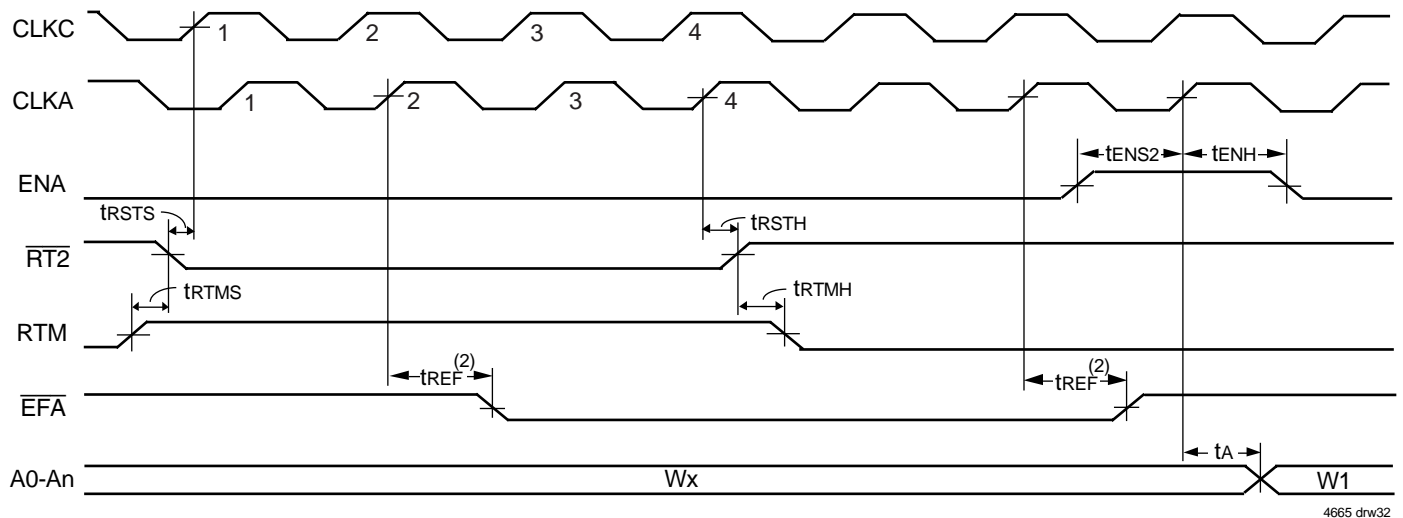 CLKC 1 2 3 4
CLKA 1 2 3 4
tENS2 tENH
ENA
tRSTS tRSTH
RT2
tRTMS tRTMH
RTM
tREF(2) tREF(2)
EFA
tA
A0-An Wx W1
4665 drw32